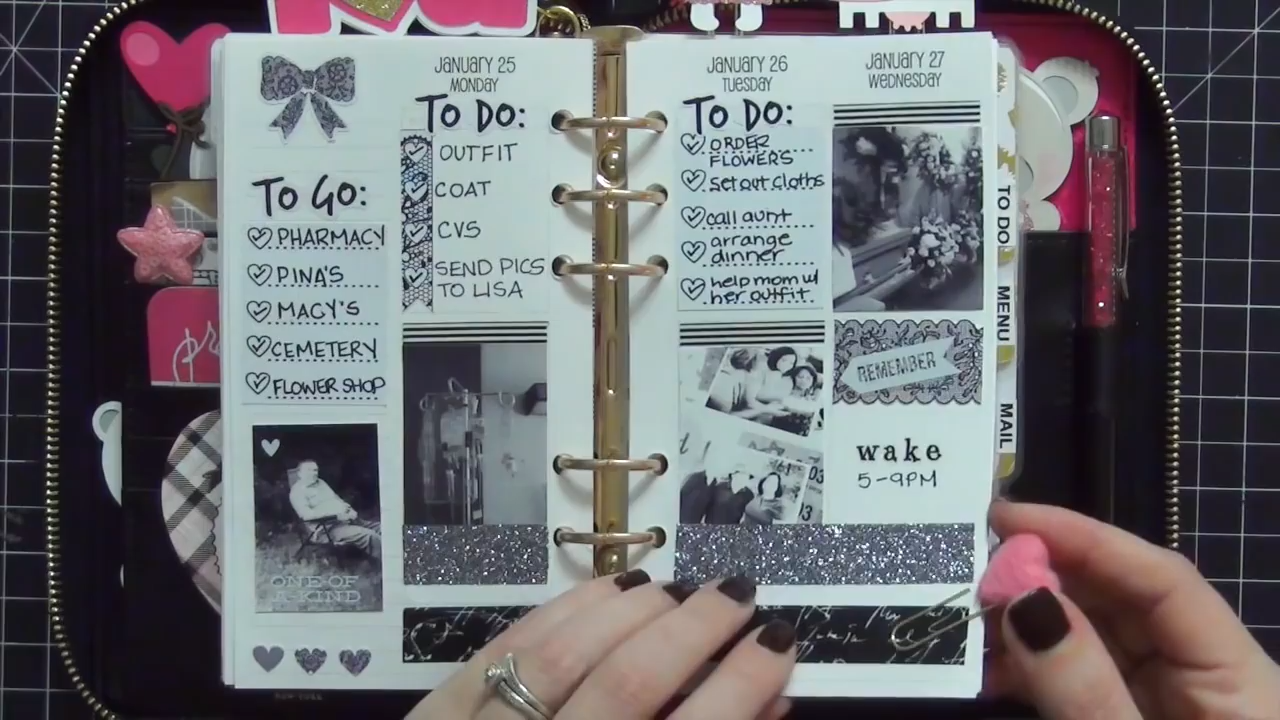 TO GO:
PHARMACY
PINA'S
MACY'S
CEMETERY
FLOWER SHOP
ONE OF
A-KIND
JANUARY 25
MONDAY
TO DO:
OUTFIT
COAT
CVS
SEND PICS
TO LISA
JANUARY 26
TUESDAY
TO DO:
ORDER
FLOWERS
set out cloths
call aunt
arrange
dinner
help mom w/
her outfit
JANUARY 27
WEDNESDAY
REMEMBER
wake
5-9PM
TO DO
MENU
MAIL